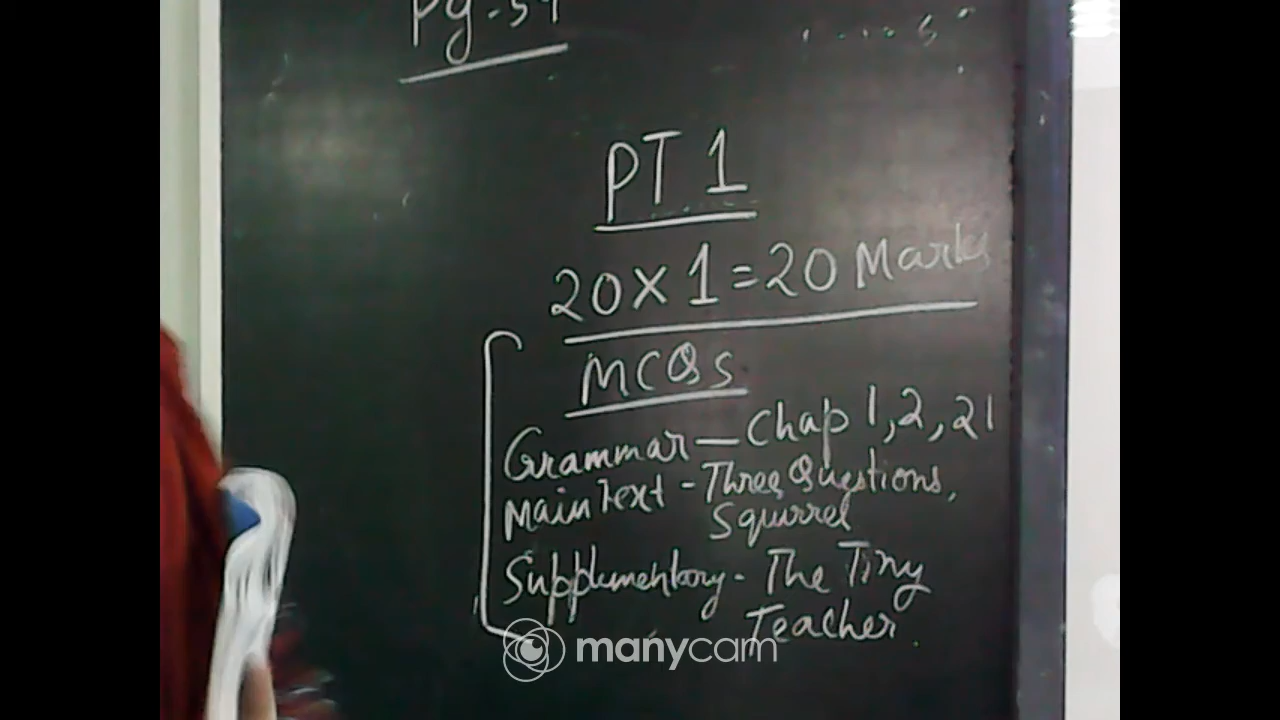 Pg-54
PT 1
20 x 1 = 20 Marks
MCQs
Grammar — Chap 1, 2, 21
Main Text - Three Questions,
Squirrel
Supplementary - The Tiny
Teacher.
manycam